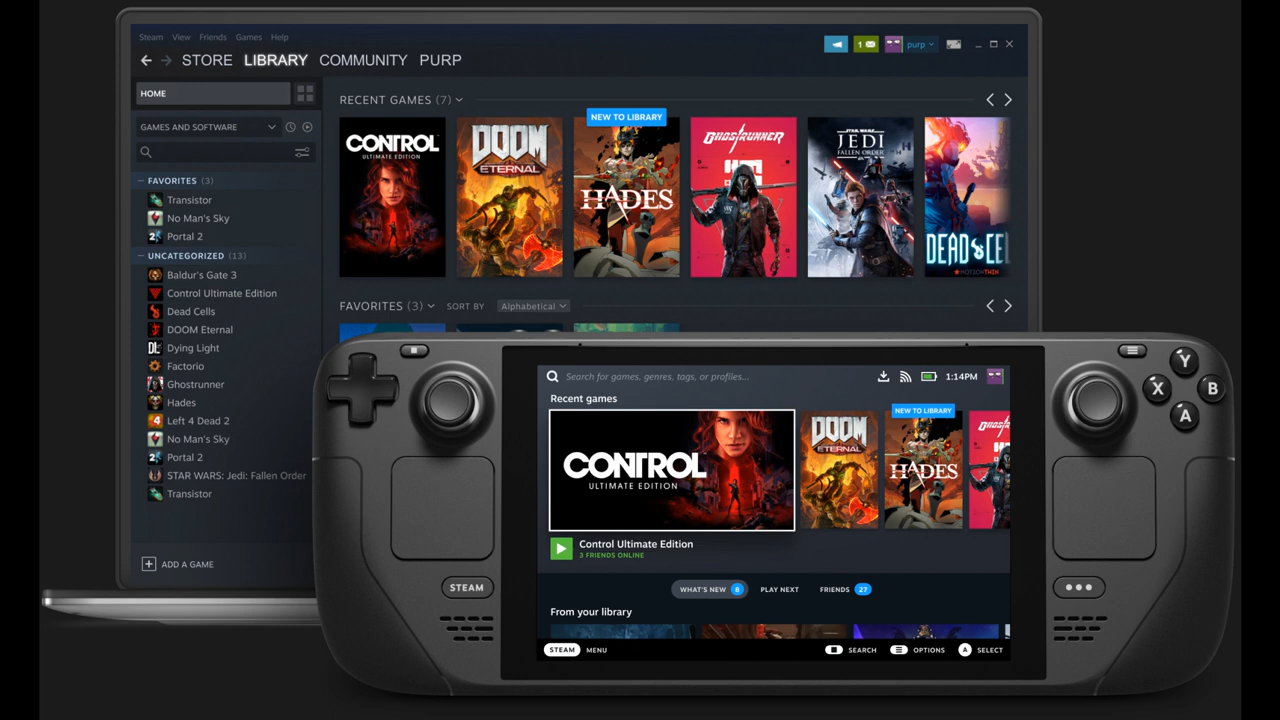 Steam View Friends Games Help
1 purp
STORE LIBRARY COMMUNITY PURP
HOME
GAMES AND SOFTWARE
FAVORITES (3)
Transistor
No Man's Sky
Portal 2
UNCATEGORIZED (13)
Baldur's Gate 3
Control Ultimate Edition
Dead Cells
DOOM Eternal
DL Dying Light
Factorio
Ghostrunner
Hades
4 Left 4 Dead 2
No Man's Sky
Portal 2
STAR WARS: Jedi: Fallen Order
Transistor
+ ADD A GAME
RECENT GAMES (7)
CONTROL
ULTIMATE EDITION
DOOM
ETERNAL
NEW TO LIBRARY
HADES
GHOSTRUNNER
STAR WARS
JEDI
FALLEN ORDER
DEAD CEL
MOTIONTWIN
FAVORITES (3) SORT BY Alphabetical
Search for games, genres, tags, or profiles...
1:14PM
Recent games
CONTROL
ULTIMATE EDITION
DOOM
ETERNAL
NEW TO LIBRARY
HADES
Control Ultimate Edition
3 FRIENDS ONLINE
WHAT'S NEW 8 PLAY NEXT FRIENDS 27
From your library
STEAM MENU SEARCH OPTIONS A SELECT
STEAM
Y
X B
A